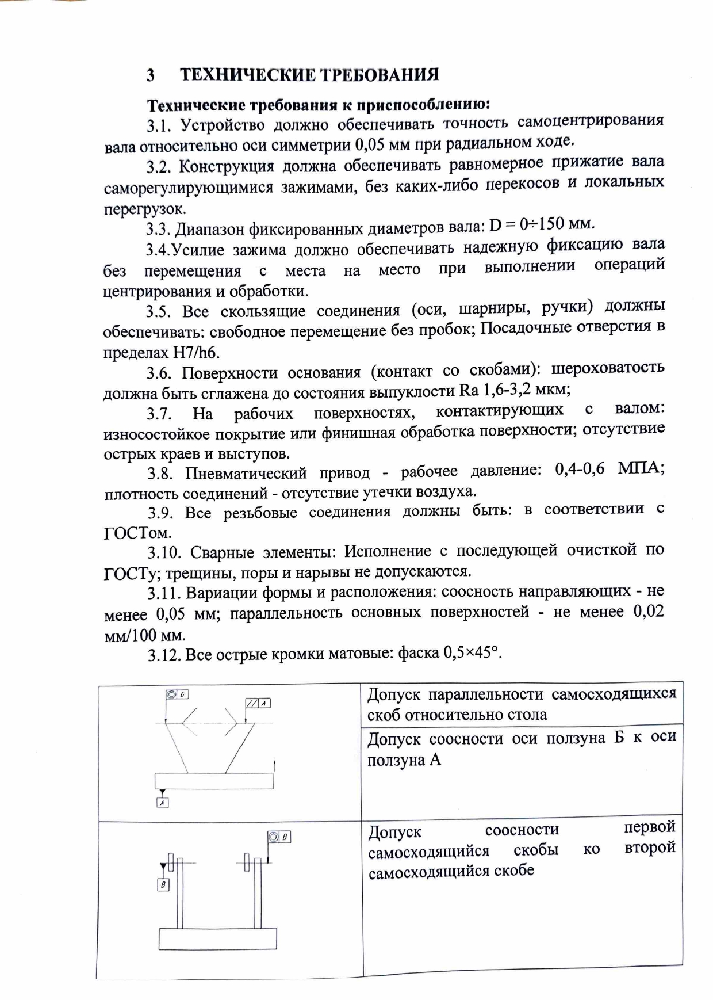 3 ТЕХНИЧЕСКИЕ ТРЕБОВАНИЯ
Технические требования к приспособлению:
3.1. Устройство должно обеспечивать точность самоцентрирования
вала относительно оси симметрии 0,05 мм при радиальном ходе.
3.2. Конструкция должна обеспечивать равномерное прижатие вала
саморегулирующимися зажимами, без каких-либо перекосов и локальных
перегрузок.
3.3. Диапазон фиксированных диаметров вала: D = 0÷150 мм.
3.4.Усилие зажима должно обеспечивать надежную фиксацию вала
без перемещения с места на место при выполнении операций
центрирования и обработки.
3.5. Все скользящие соединения (оси, шарниры, ручки) должны
обеспечивать: свободное перемещение без пробок; Посадочные отверстия в
пределах H7/h6.
3.6. Поверхности основания (контакт со скобами): шероховатость
должна быть сглажена до состояния выпуклости Ra 1,6-3,2 мкм;
3.7. На рабочих поверхностях, контактирующих с валом:
износостойкое покрытие или финишная обработка поверхности; отсутствие
острых краев и выступов.
3.8. Пневматический привод - рабочее давление: 0,4-0,6 МПА;
плотность соединений - отсутствие утечки воздуха.
3.9. Все резьбовые соединения должны быть: в соответствии с
ГОСТом.
3.10. Сварные элементы: Исполнение с последующей очисткой по
ГОСТу; трещины, поры и нарывы не допускаются.
3.11. Вариации формы и расположения: соосность направляющих - не
менее 0,05 мм; параллельность основных поверхностей - не менее 0,02
мм/100 мм.
3.12. Все острые кромки матовые: фаска 0,5×45°.
◎ Б
// А
1
А
Допуск параллельности самосходящихся
скоб относительно стола
Допуск соосности оси ползуна Б к оси
ползуна А
◎ В
В
Допуск соосности первой
самосходящийся скобы ко второй
самосходящийся скобе